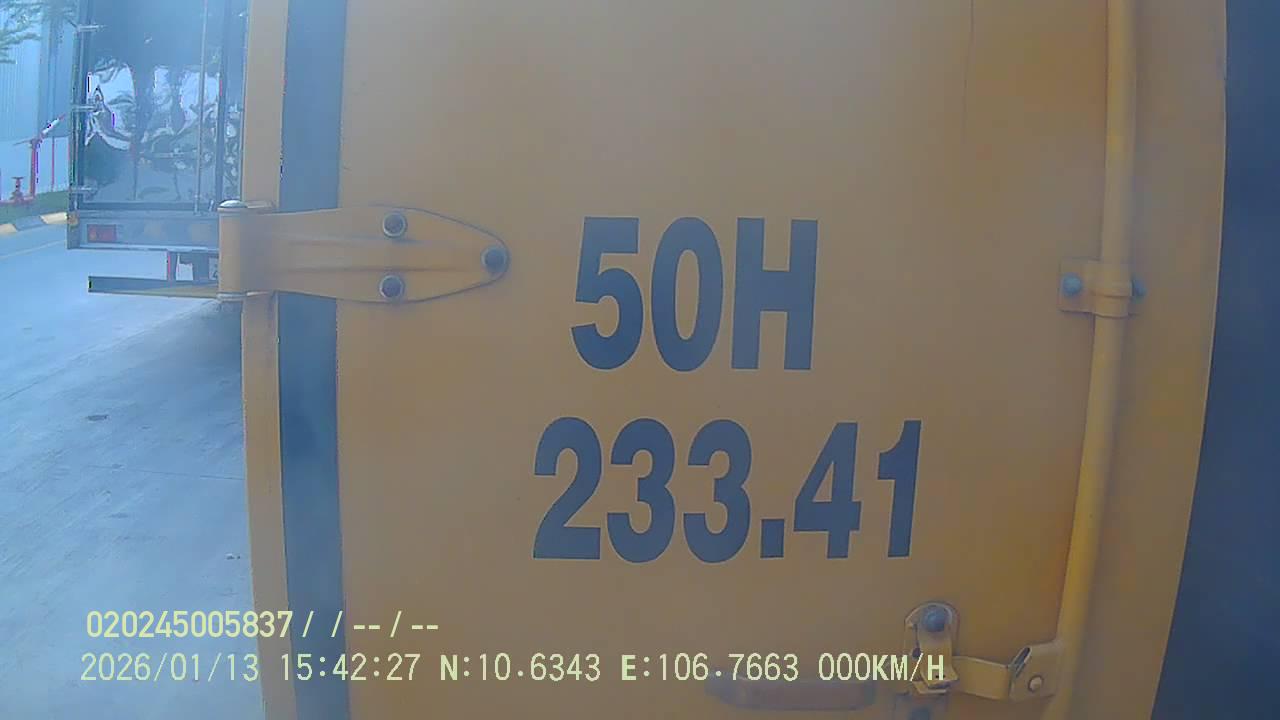 50H
233.41
020245005837/ / -- / --
2026/01/13 15:42:27 N:10.6343 E:106.7663 000KM/H